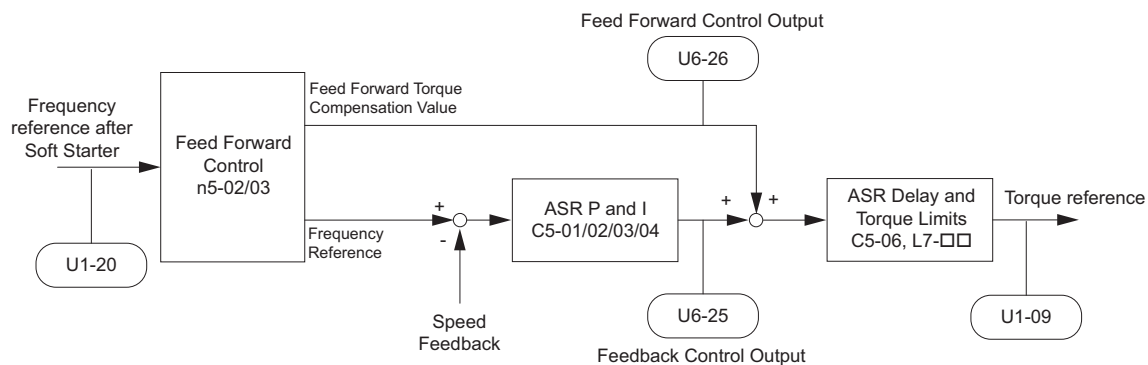 Feed Forward Control Output
U6-26
Feed Forward Torque
Compensation Value
Frequency
reference after
Soft Starter
Feed Forward
Control
n5-02/03
U1-20
Frequency
Reference
+
-
Speed
Feedback
ASR P and I
C5-01/02/03/04
+
+
U6-25
Feedback Control Output
ASR Delay and
Torque Limits
C5-06, L7-□□
Torque reference
U1-09